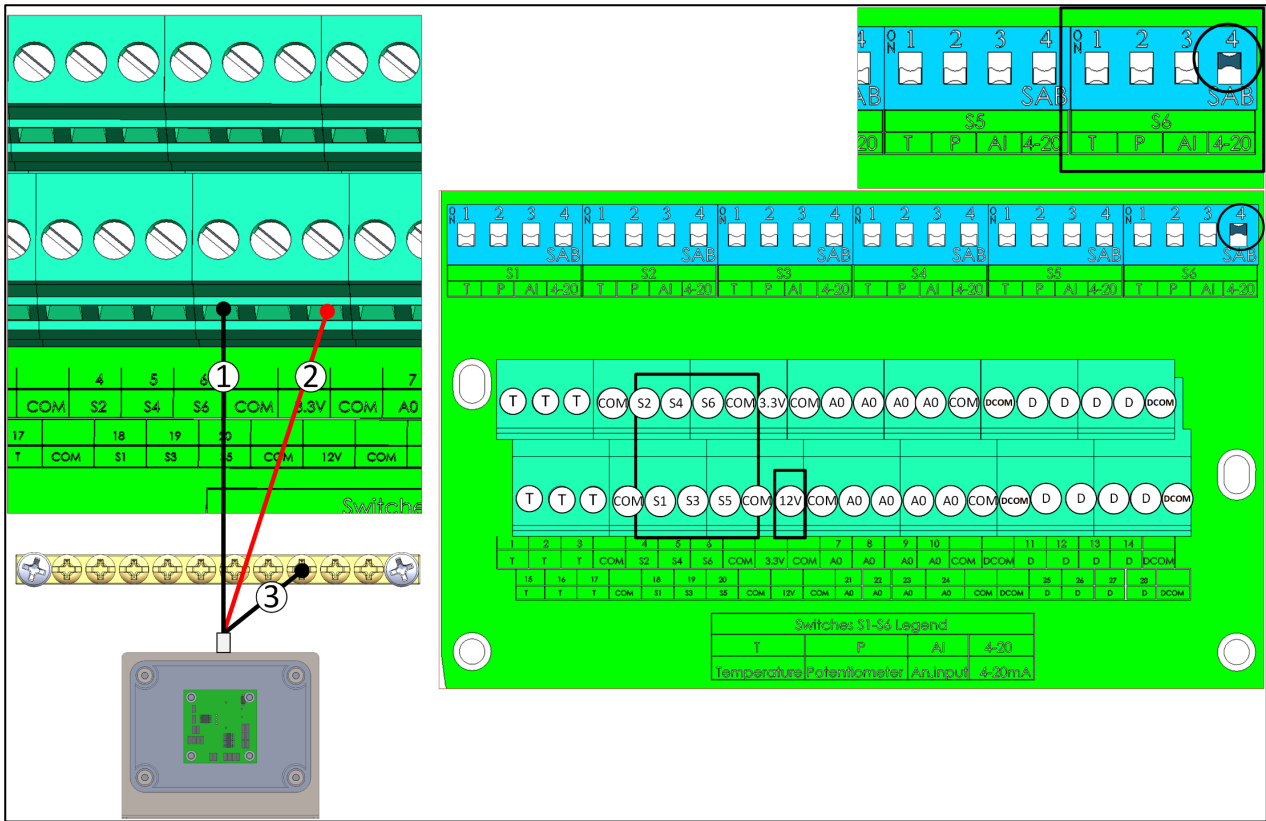 ON 1 2 3 4 SAB
S5
20 T P AI 4-20
ON 1 2 3 4 SAB
S6
T P AI 4-20
4 5 6 7
COM S2 S4 S6 COM 3.3V COM A0
17 18 19 20
T COM S1 S3 S5 COM 12V COM
Switches
1
2
3
ON 1 2 3 4 SAB ON 1 2 3 4 SAB ON 1 2 3 4 SAB ON 1 2 3 4 SAB ON 1 2 3 4 SAB ON 1 2 3 4 SAB
S1 S2 S3 S4 S5 S6
T P AI 4-20 T P AI 4-20 T P AI 4-20 T P AI 4-20 T P AI 4-20 T P AI 4-20
T T T COM S2 S4 S6 COM 3.3V COM A0 A0 A0 A0 COM DCOM D D D D DCOM
T T T COM S1 S3 S5 COM 12V COM A0 A0 A0 A0 COM DCOM D D D D DCOM
1 2 3 4 5 6 7 8 9 10 11 12 13 14
T T T COM S2 S4 S6 COM 3.3V COM A0 A0 A0 A0 COM DCOM D D D D DCOM
15 16 17 18 19 20 21 22 23 24 25 26 27 28
T T T COM S1 S3 S5 COM 12V COM A0 A0 A0 A0 COM DCOM D D D D DCOM
Switches S1-S6 Legend
T P AI 4-20
Temperature Potentiometer An.input 4-20mA